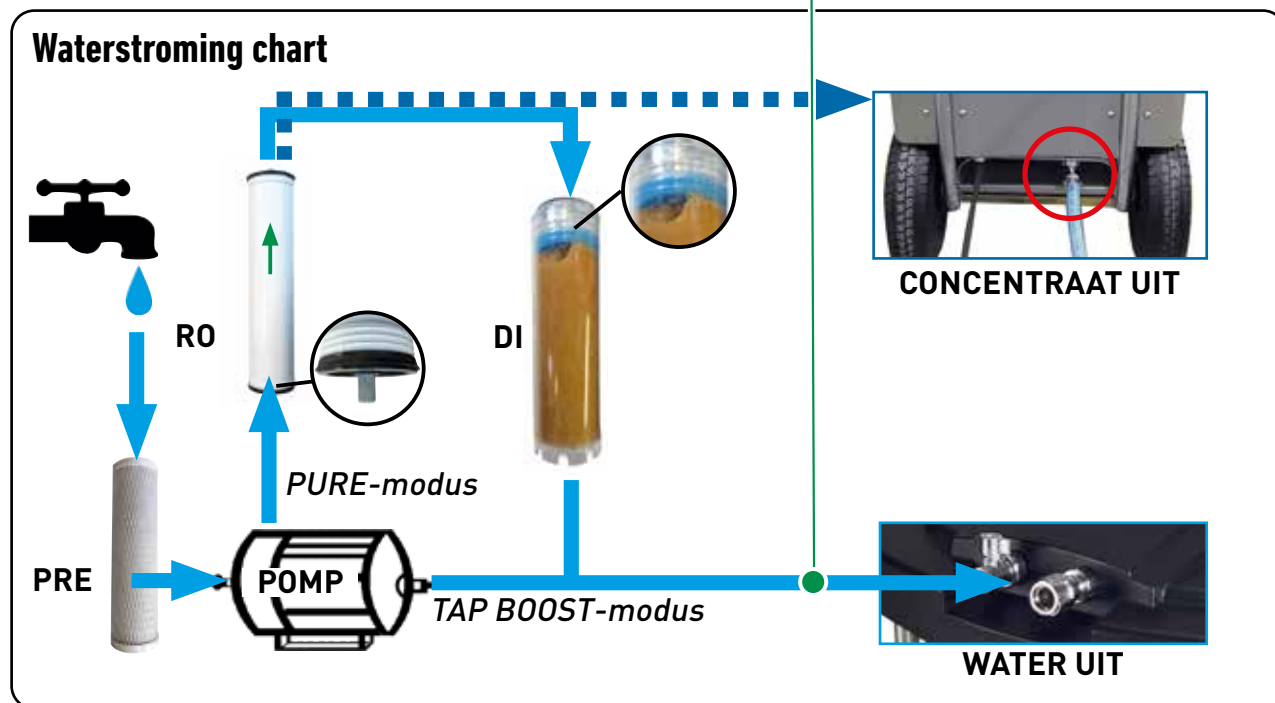 Waterstroming chart
CONCENTRAAT UIT
RO
DI
PURE-modus
PRE
POMP
TAP BOOST-modus
WATER UIT